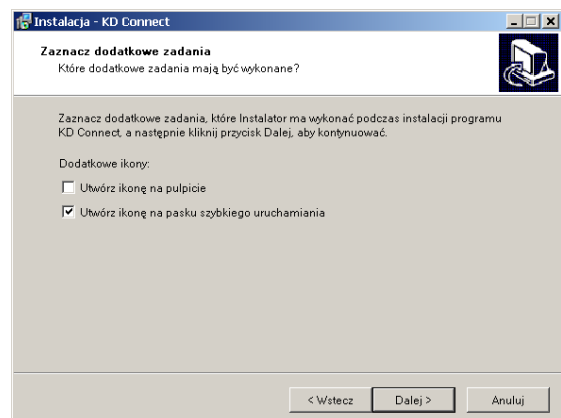 Instalacja - KD Connect
Zaznacz dodatkowe zadania
Które dodatkowe zadania mają być wykonane?
Zaznacz dodatkowe zadania, które Instalator ma wykonać podczas instalacji programu
KD Connect, a następnie kliknij przycisk Dalej, aby kontynuować.
Dodatkowe ikony:
Utwórz ikonę na pulpicie
Utwórz ikonę na pasku szybkiego uruchamiania
< Wstecz
Dalej >
Anuluj